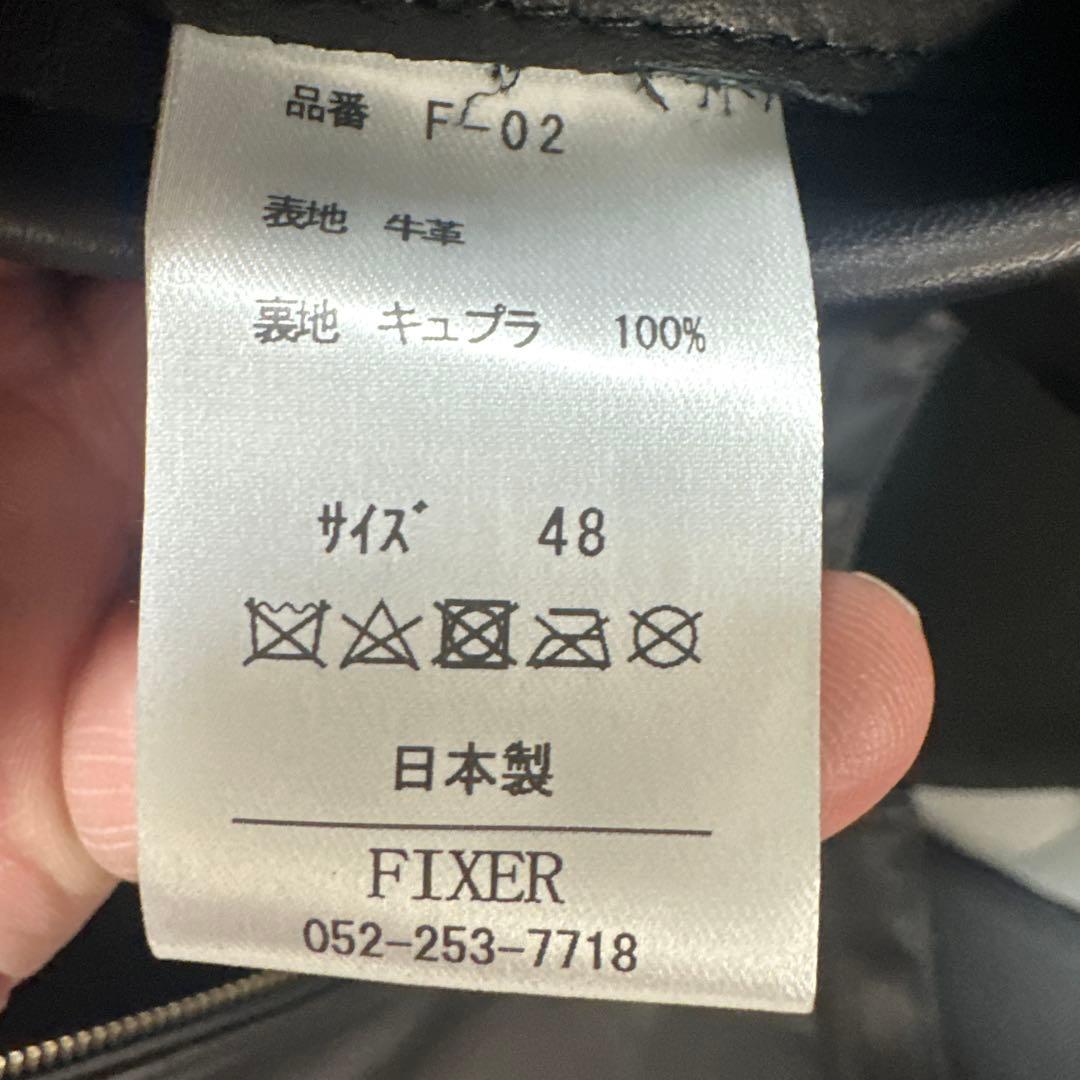 品番 F-02
表地 牛革
裏地 キュプラ 100%
ｻｲｽﾞ 48
日本製
FIXER
052-253-7718